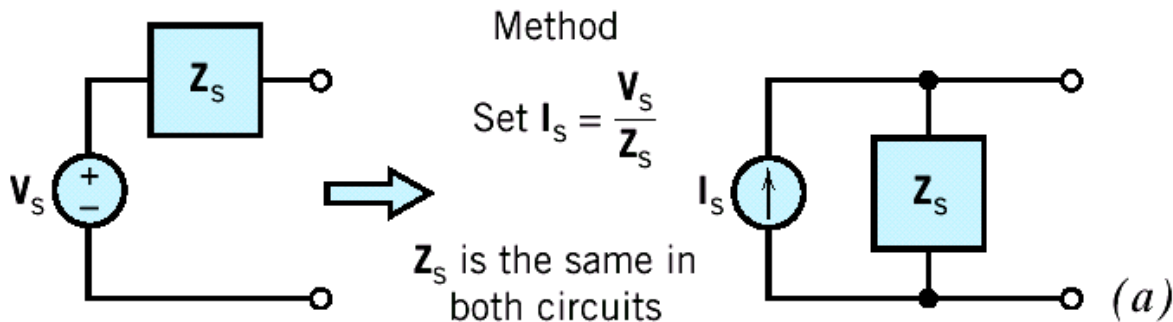 Z_s
+
−
V_s
Method
Set I_s = V_s / Z_s
Z_s is the same in
both circuits
I_s
Z_s
(a)